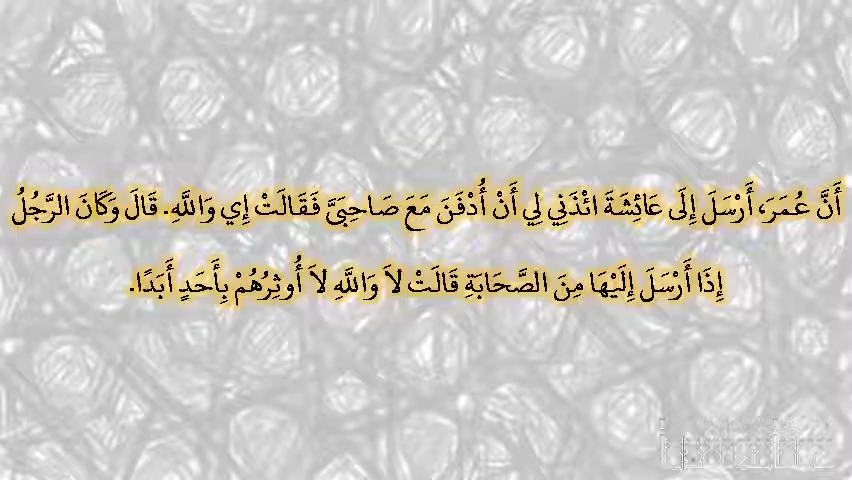 أَنَّ عُمَرَ، أَرْسَلَ إِلَى عَائِشَةَ ائْذَنِي لِي أَنْ أُدْفَنَ مَعَ صَاحِبَىَّ فَقَالَتْ إِي وَاللَّهِ. قَالَ وَكَانَ الرَّجُلُ
إِذَا أَرْسَلَ إِلَيْهَا مِنَ الصَّحَابَةِ قَالَتْ لاَ وَاللَّهِ لاَ أُوثِرُهُمْ بِأَحَدٍ أَبَدًا.